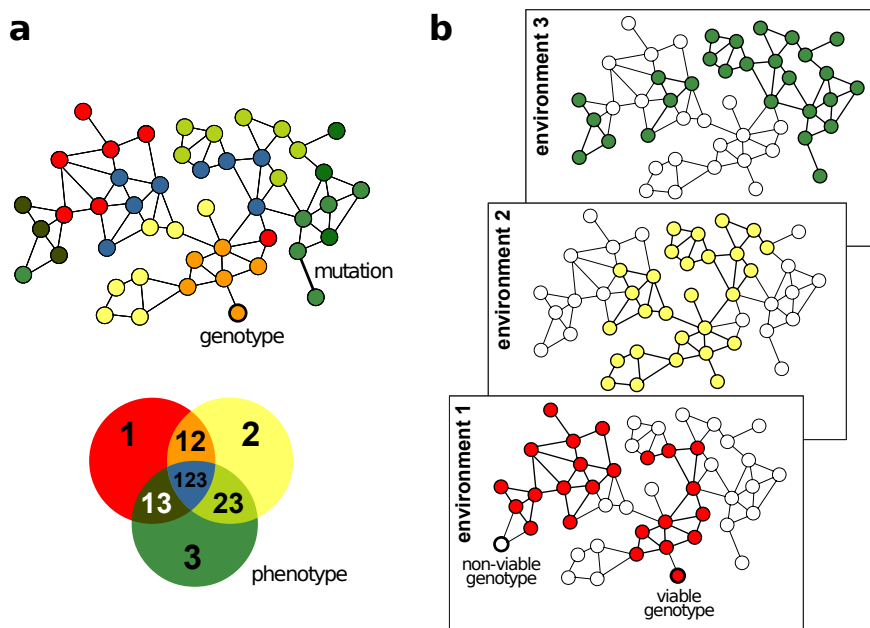 a
mutation
genotype
1
12
2
123
13
23
3
phenotype
b
environment 3
environment 2
environment 1
non-viable
genotype
viable
genotype